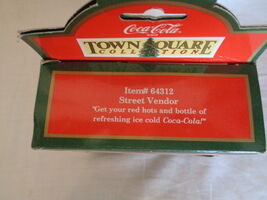 Coca-Cola
TOWN SQUARE
COLLECTION
Item# 64312
Street Vendor
"Get your red hots and bottle of
refreshing ice cold Coca-Cola!"